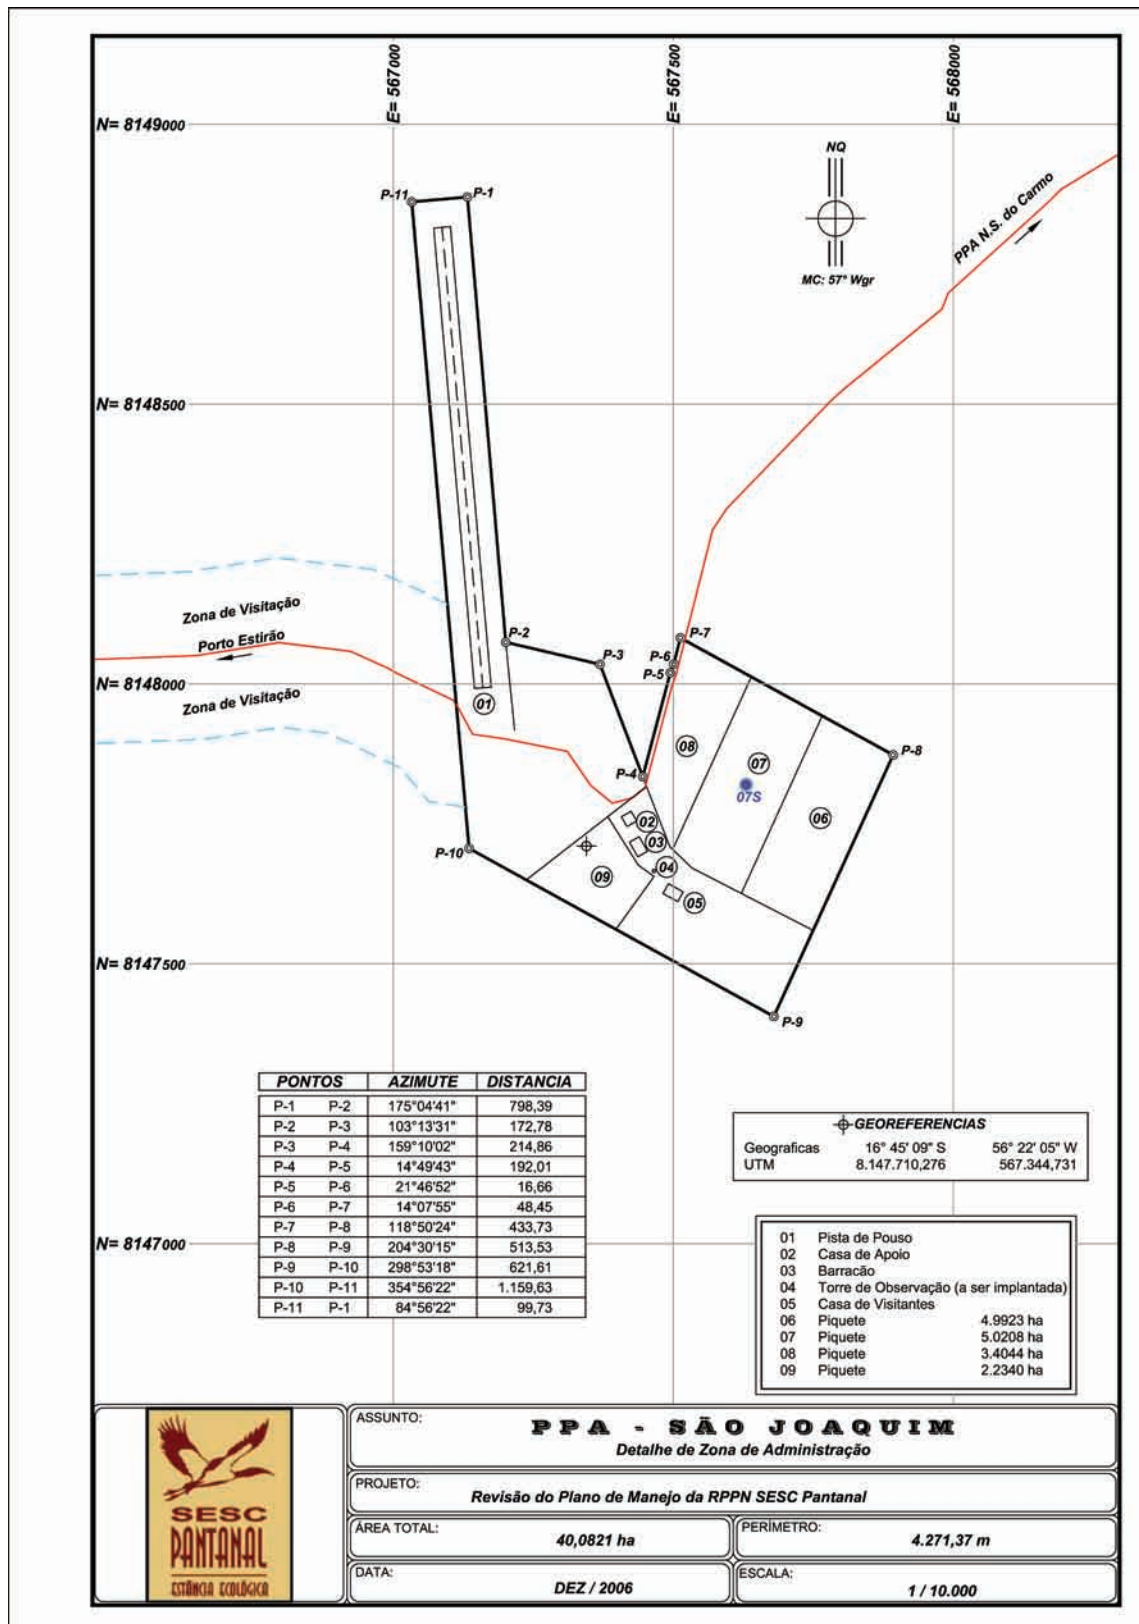 E= 567000
E= 567500
E= 568000
N= 8149000
NQ
P-11
P-1
PPA N.S. do Carmo
MC: 57° Wgr
N= 8148500
Zona de Visitação
Porto Estirão
P-2
P-3
P-7
P-6
P-5
N= 8148000
Zona de Visitação
01
08
07
P-8
P-4
07S
02
06
03
P-10
04
09
05
N= 8147500
P-9
PONTOS AZIMUTE DISTANCIA
P-1 P-2 175°04'41" 798,39
P-2 P-3 103°13'31" 172,78
P-3 P-4 159°10'02" 214,86
P-4 P-5 14°49'43" 192,01
P-5 P-6 21°46'52" 16,66
P-6 P-7 14°07'55" 48,45
P-7 P-8 118°50'24" 433,73
P-8 P-9 204°30'15" 513,53
P-9 P-10 298°53'18" 621,61
P-10 P-11 354°56'22" 1.159,63
P-11 P-1 84°56'22" 99,73
GEOREFERENCIAS
Geograficas 16° 45' 09" S 56° 22' 05" W
UTM 8.147.710,276 567.344,731
N= 8147000
01 Pista de Pouso
02 Casa de Apoio
03 Barracão
04 Torre de Observação (a ser implantada)
05 Casa de Visitantes
06 Piquete 4.9923 ha
07 Piquete 5.0208 ha
08 Piquete 3.4044 ha
09 Piquete 2.2340 ha
SESC
PANTANAL
ESTÂNCIA ECOLÓGICA
ASSUNTO:
PPA - SÃO JOAQUIM
Detalhe de Zona de Administração
PROJETO:
Revisão do Plano de Manejo da RPPN SESC Pantanal
ÁREA TOTAL:
40,0821 ha
PERÍMETRO:
4.271,37 m
DATA:
DEZ / 2006
ESCALA:
1 / 10.000